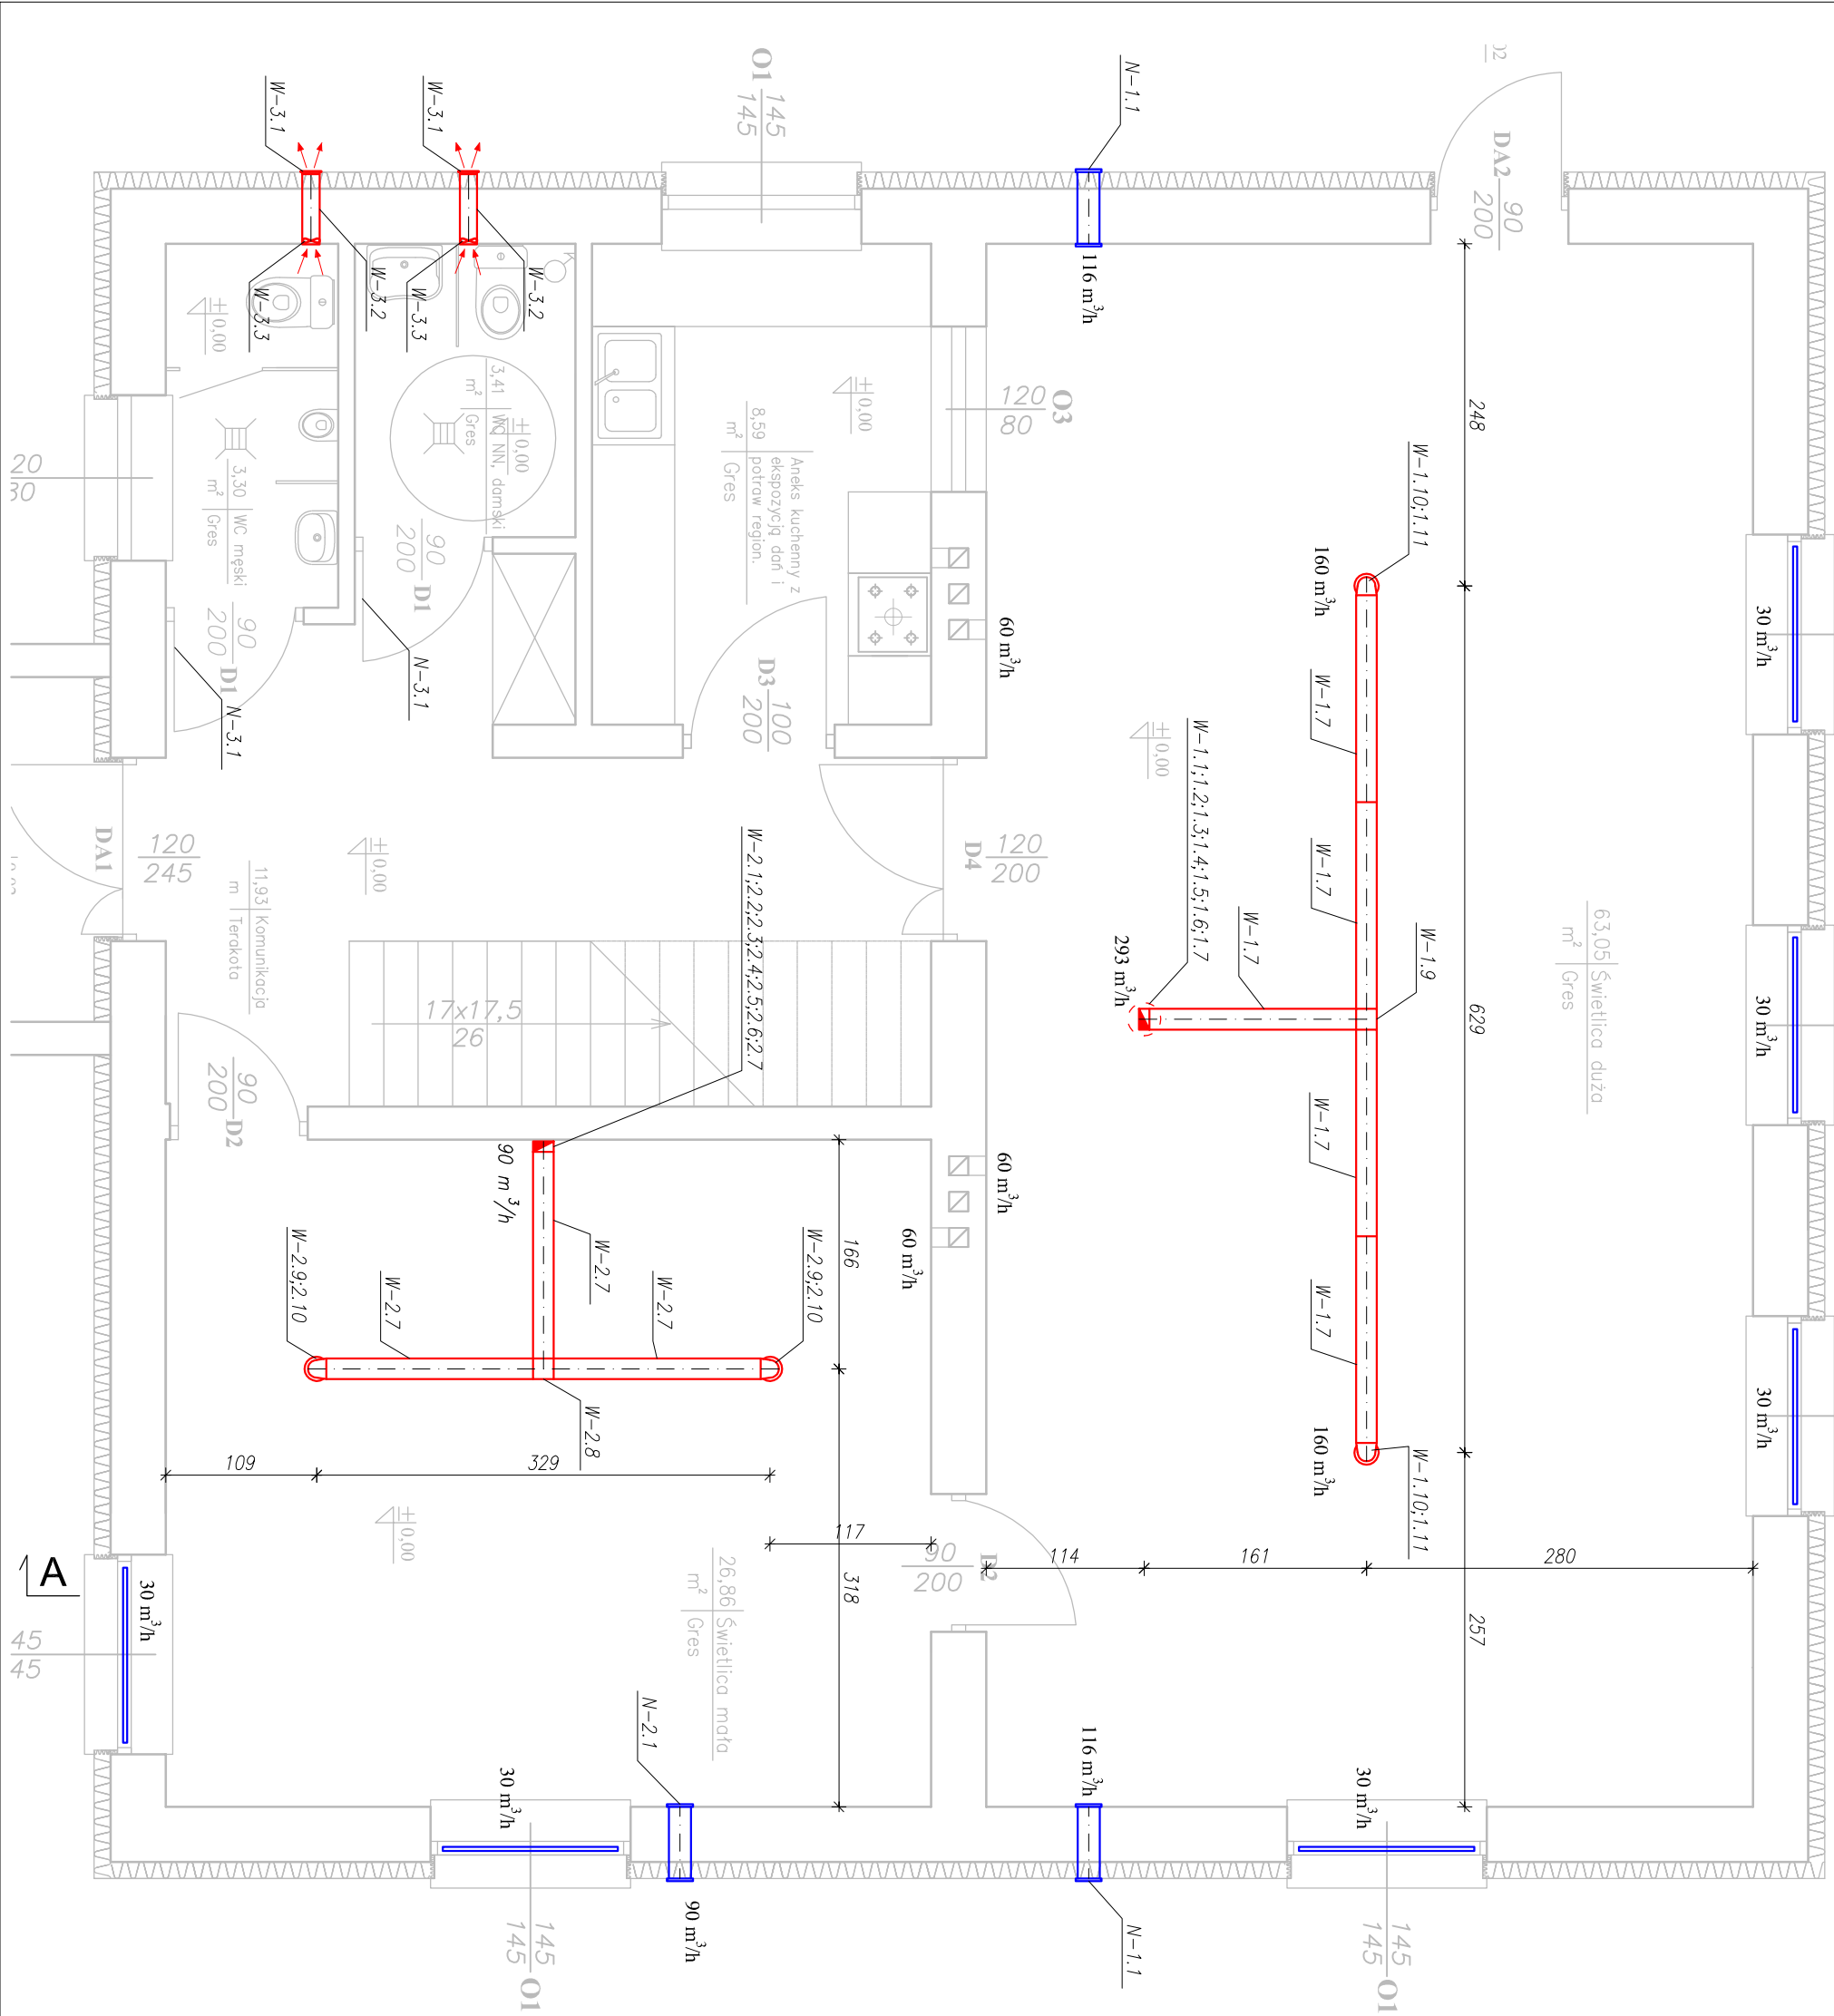 O1 145
145
N-1.1
DA2 90
200
W-3.1
W-3.1
W-3.2
W-3.3
W-3.2
W-3.3
116 m³/h
248
±0,00
3,41 WC NN, damski
m² Gres
±0,00
±0,00
8,59
m²
Aneks kuchenny z
ekspozycją dań i
potraw region.
Gres
120
80
O3
W-1.10;1.11
160 m³/h
30 m³/h
20
30
3,30 WC męski
m² Gres
90
200
D1
90
200
D1
N-3.1
N-3.1
D3 100
200
60 m³/h
W-1.7
±0,00
W-1.1;1.2;1.3;1.4;1.5;1.6;1.7
W-1.7
W-1.7
W-1.9
293 m³/h
629
63,05 Świetlica duża
m² Gres
30 m³/h
DA1
120
245
11,93 Komunikacja
m Terakota
±0,00
D4
120
200
W-2.1;2.2;2.3;2.4;2.5;2.6;2.7
17x17,5
26
90
200
D2
90 m³/h
W-2.7
W-2.9;2.10
W-2.7
W-2.7
W-2.9;2.10
W-2.8
166
60 m³/h
60 m³/h
W-1.7
W-1.7
160 m³/h
W-1.10;1.11
30 m³/h
109
329
117
318
114
161
280
257
90
200
D2
±0,00
26,86 Świetlica mała
m² Gres
A
30 m³/h
45
45
N-2.1
30 m³/h
90 m³/h
116 m³/h
30 m³/h
N-1.1
145
145
O1
145
145
O1